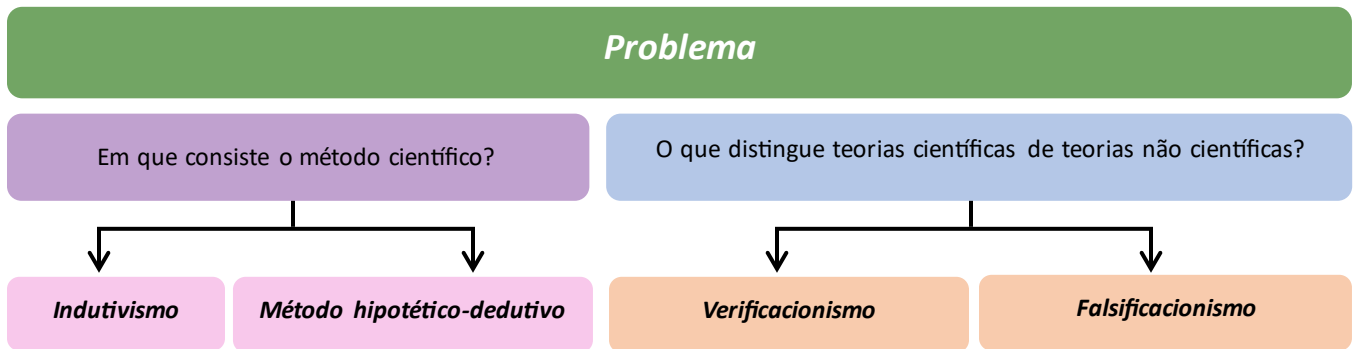 Problema
Em que consiste o método científico?
O que distingue teorias científicas de teorias não científicas?
Indutivismo
Método hipotético-dedutivo
Verificacionismo
Falsificacionismo